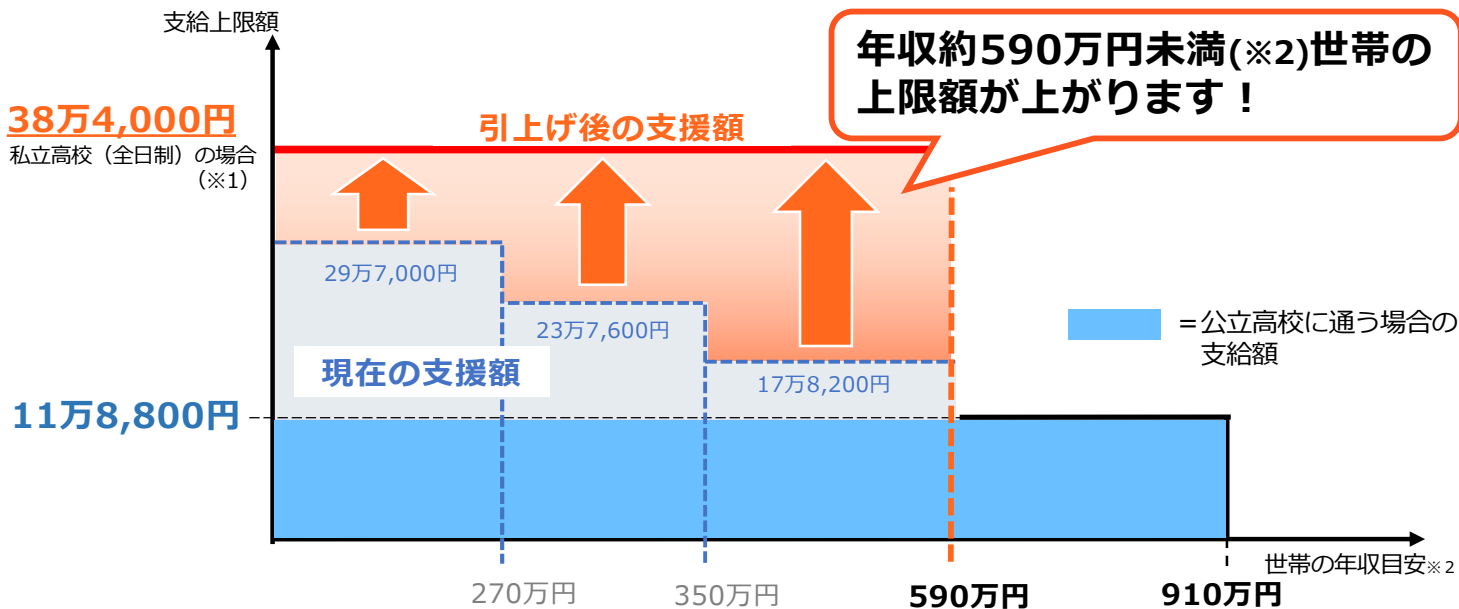 支給上限額
年収約590万円未満(※2)世帯の
上限額が上がります！
38万4,000円
私立高校（全日制）の場合
（※1）
引上げ後の支援額
29万7,000円
23万7,600円
17万8,200円
現在の支援額
＝公立高校に通う場合の
支給額
11万8,800円
世帯の年収目安※2
270万円
350万円
590万円
910万円